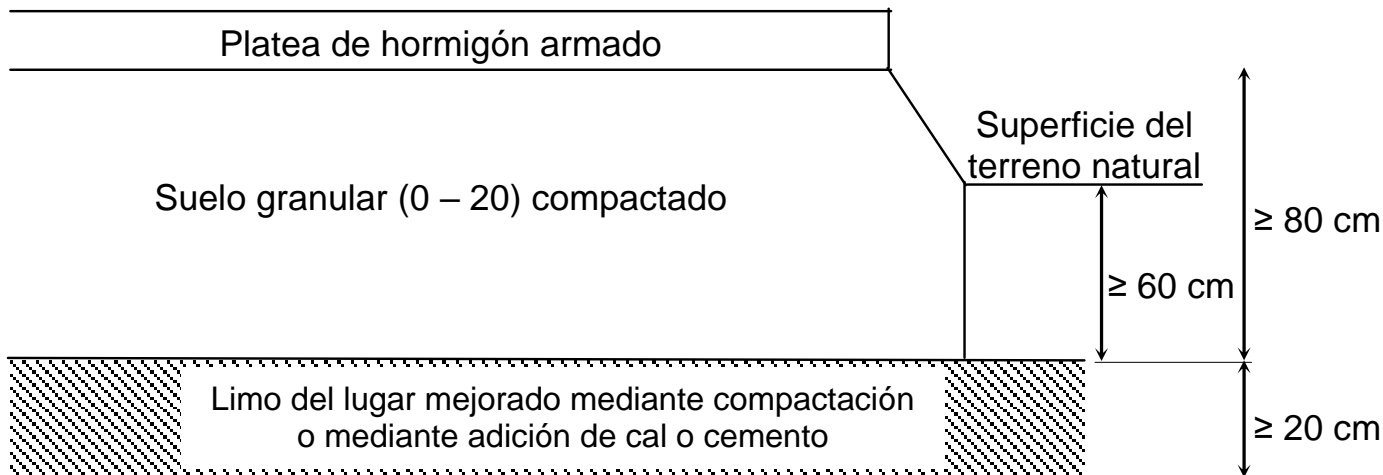 Platea de hormigón armado
Superficie del
terreno natural
Suelo granular (0 – 20) compactado
≥ 80 cm
≥ 60 cm
Limo del lugar mejorado mediante compactación
o mediante adición de cal o cemento
≥ 20 cm